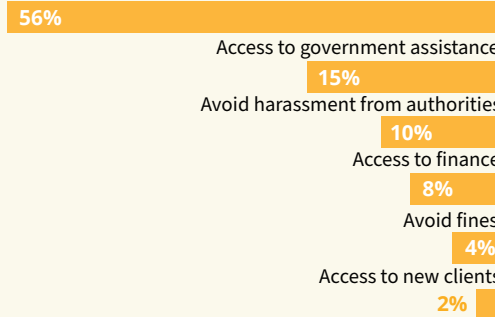 56%
Access to government assistance
15%
Avoid harassment from authorities
10%
Access to finance
8%
Avoid fines
4%
Access to new clients
2%